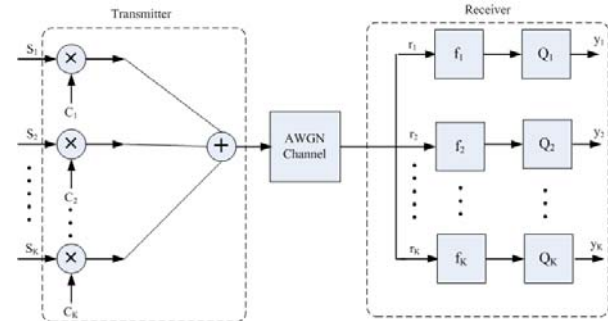 Transmitter
Receiver
S1
C1
S2
C2
SK
CK
AWGN
Channel
r1
f1
Q1
y1
r2
f2
Q2
y2
rK
fK
QK
yK